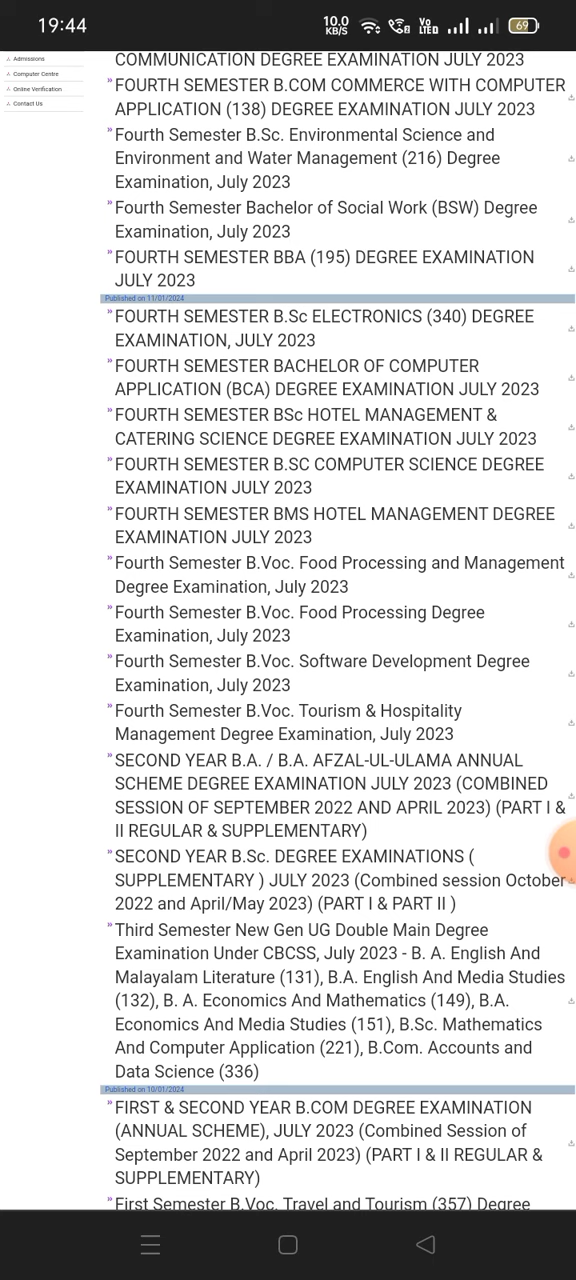 19:44
10.0
KB/S
Vo
LTED
69
Admissions
Computer Centre
Online Verification
Contact Us
COMMUNICATION DEGREE EXAMINATION JULY 2023
» FOURTH SEMESTER B.COM COMMERCE WITH COMPUTER
APPLICATION (138) DEGREE EXAMINATION JULY 2023
» Fourth Semester B.Sc. Environmental Science and
Environment and Water Management (216) Degree
Examination, July 2023
» Fourth Semester Bachelor of Social Work (BSW) Degree
Examination, July 2023
» FOURTH SEMESTER BBA (195) DEGREE EXAMINATION
JULY 2023
Published on 11/01/2024
» FOURTH SEMESTER B.Sc ELECTRONICS (340) DEGREE
EXAMINATION, JULY 2023
» FOURTH SEMESTER BACHELOR OF COMPUTER
APPLICATION (BCA) DEGREE EXAMINATION JULY 2023
» FOURTH SEMESTER BSc HOTEL MANAGEMENT &
CATERING SCIENCE DEGREE EXAMINATION JULY 2023
» FOURTH SEMESTER B.SC COMPUTER SCIENCE DEGREE
EXAMINATION JULY 2023
» FOURTH SEMESTER BMS HOTEL MANAGEMENT DEGREE
EXAMINATION JULY 2023
» Fourth Semester B.Voc. Food Processing and Management
Degree Examination, July 2023
» Fourth Semester B.Voc. Food Processing Degree
Examination, July 2023
» Fourth Semester B.Voc. Software Development Degree
Examination, July 2023
» Fourth Semester B.Voc. Tourism & Hospitality
Management Degree Examination, July 2023
» SECOND YEAR B.A. / B.A. AFZAL-UL-ULAMA ANNUAL
SCHEME DEGREE EXAMINATION JULY 2023 (COMBINED
SESSION OF SEPTEMBER 2022 AND APRIL 2023) (PART I &
II REGULAR & SUPPLEMENTARY)
» SECOND YEAR B.Sc. DEGREE EXAMINATIONS (
SUPPLEMENTARY ) JULY 2023 (Combined session October
2022 and April/May 2023) (PART I & PART II )
» Third Semester New Gen UG Double Main Degree
Examination Under CBCSS, July 2023 - B. A. English And
Malayalam Literature (131), B.A. English And Media Studies
(132), B. A. Economics And Mathematics (149), B.A.
Economics And Media Studies (151), B.Sc. Mathematics
And Computer Application (221), B.Com. Accounts and
Data Science (336)
Published on 10/01/2024
» FIRST & SECOND YEAR B.COM DEGREE EXAMINATION
(ANNUAL SCHEME), JULY 2023 (Combined Session of
September 2022 and April 2023) (PART I & II REGULAR &
SUPPLEMENTARY)
» First Semester B.Voc. Travel and Tourism (357) Degree